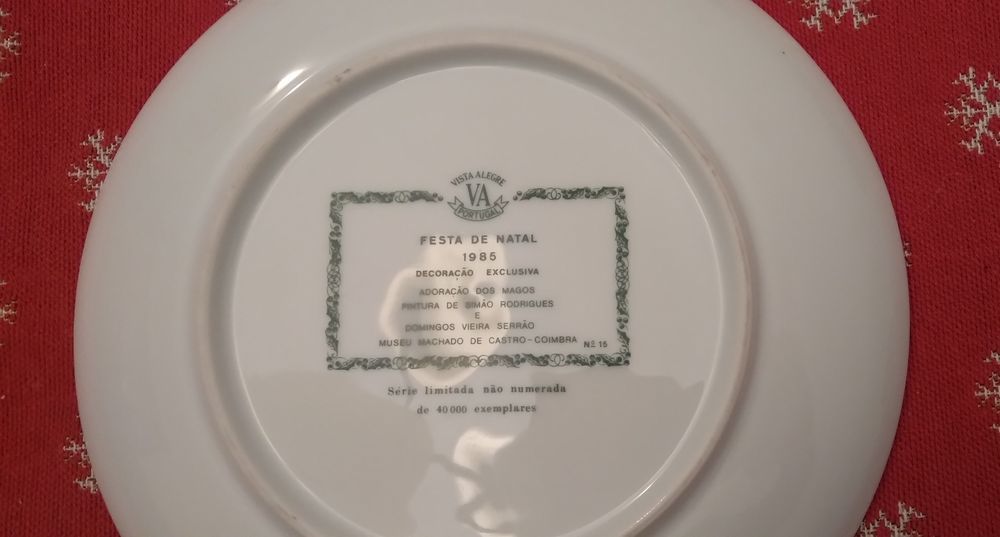 VISTA ALEGRE
VA
PORTUGAL
FESTA DE NATAL
1985
DECORAÇÃO EXCLUSIVA
ADORAÇÃO DOS MAGOS
PINTURA DE SIMÃO RODRIGUES
E
DOMINGOS VIEIRA SERRÃO
MUSEU MACHADO DE CASTRO-COIMBRA Nº 15
Série limitada não numerada
de 40 000 exemplares